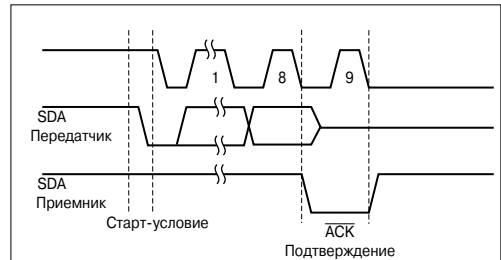 1
8
9
SDA
Передатчик
SDA
Приемник
Старт-условие
ACK
Подтверждение